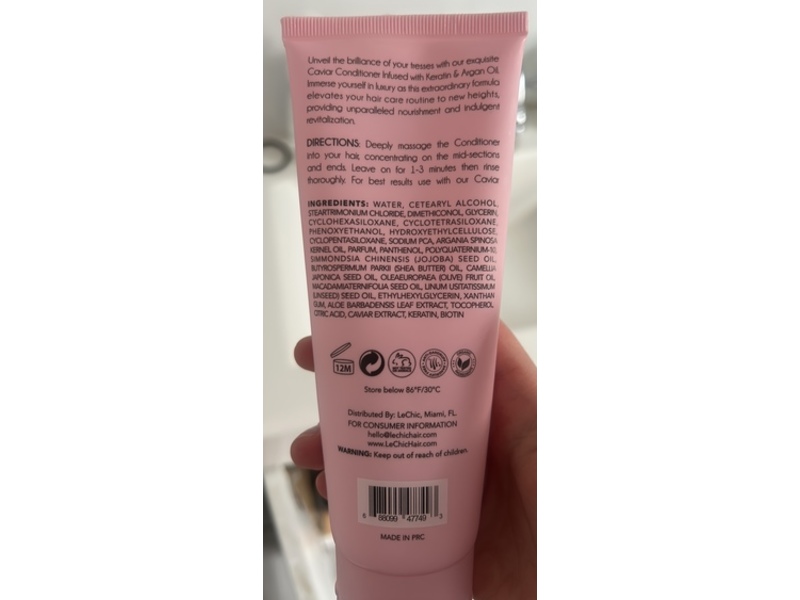 Unveil the brilliance of your tresses with our exquisite
Caviar Conditioner Infused with Keratin & Argan Oil.
Immerse yourself in luxury as this extraordinary formula
elevates your hair care routine to new heights,
providing unparalleled nourishment and indulgent
revitalization.
DIRECTIONS: Deeply massage the Conditioner
into your hair, concentrating on the mid-sections
and ends. Leave on for 1-3 minutes then rinse
thoroughly. For best results use with our Caviar
INGREDIENTS: WATER, CETEARYL ALCOHOL,
STEARTRIMONIUM CHLORIDE, DIMETHICONOL, GLYCERIN,
CYCLOHEXASILOXANE, CYCLOTETRASILOXANE,
PHENOXYETHANOL, HYDROXYETHYLCELLULOSE,
CYCLOPENTASILOXANE, SODIUM PCA, ARGANIA SPINOSA
KERNEL OIL, PARFUM, PANTHENOL, POLYQUATERNIUM-10,
SIMMONDSIA CHINENSIS (JOJOBA) SEED OIL,
BUTYROSPERMUM PARKII (SHEA BUTTER) OIL, CAMELLIA
JAPONICA SEED OIL, OLEAEUROPAEA (OLIVE) FRUIT OIL,
MACADAMIATERNIFOLIA SEED OIL, LINUM USITATISSIMUM
(LINSEED) SEED OIL, ETHYLHEXYLGLYCERIN, XANTHAN
GUM, ALOE BARBADENSIS LEAF EXTRACT, TOCOPHEROL,
CITRIC ACID, CAVIAR EXTRACT, KERATIN, BIOTIN
12M
Store below 86°F/30°C
Distributed By: LeChic, Miami, FL.
FOR CONSUMER INFORMATION
hello@lechichair.com
www.LeChicHair.com
WARNING: Keep out of reach of children.
6 68099 47749 3
MADE IN PRC